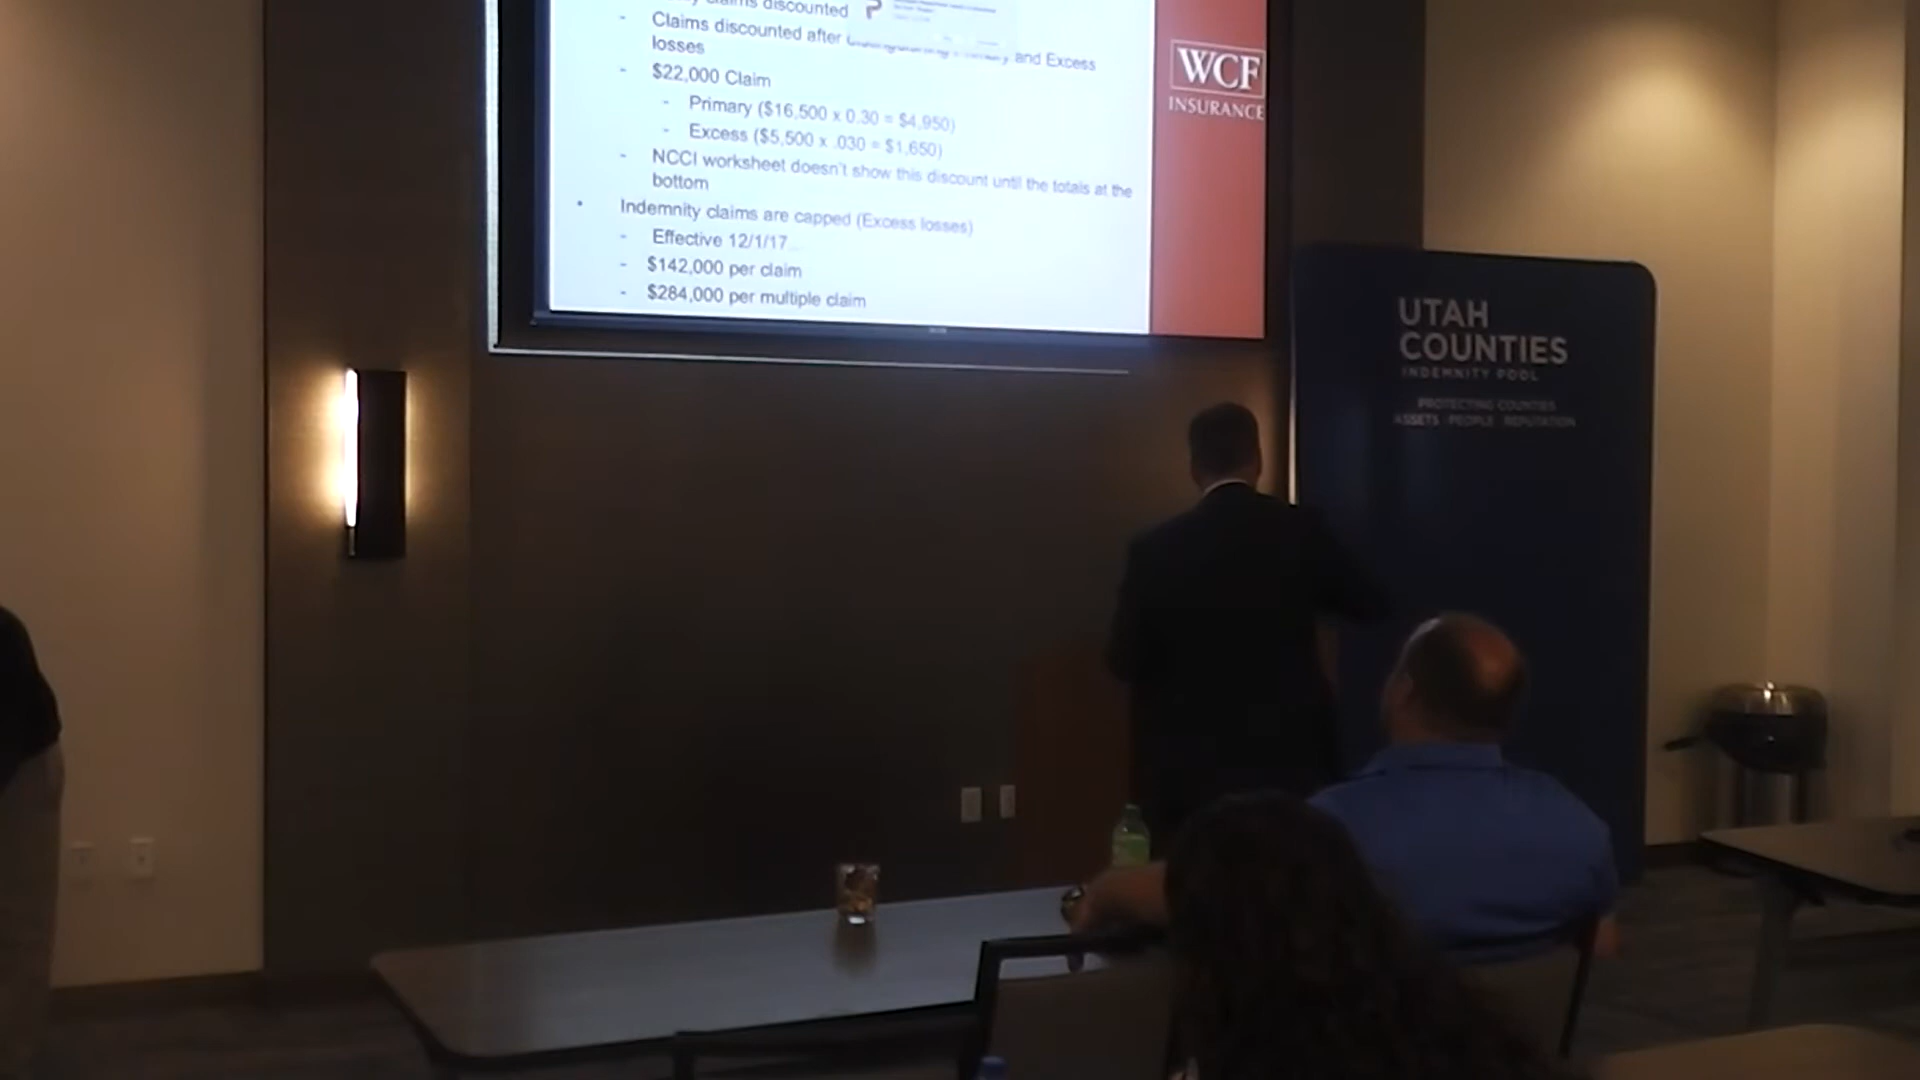 claims discounted
- Claims discounted after and Excess
losses
- $22,000 Claim
- Primary ($16,500 x 0.30 = $4,950)
- Excess ($5,500 x .030 = $1,650)
- NCCI worksheet doesn't show this discount until the totals at the
bottom
• Indemnity claims are capped (Excess losses)
- Effective 12/1/17
- $142,000 per claim
- $284,000 per multiple claim
WCF
INSURANCE
UTAH
COUNTIES
INDEMNITY POOL
PROTECTING COUNTIES
ASSETS · PEOPLE · REPUTATION